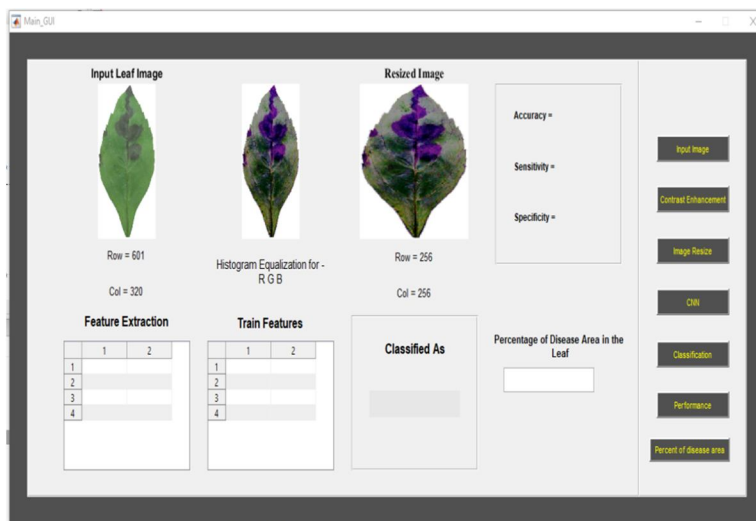 Main_GUI
Input Leaf Image
Resized Image
Row = 601
Col = 320
Histogram Equalization for -
R G B
Row = 256
Col = 256
Accuracy =
Sensitivity =
Specificity =
Feature Extraction
1 2
1
2
3
4
Train Features
1 2
1
2
3
4
Classified As
Percentage of Disease Area in the
Leaf
Input Image
Contrast Enhancement
Image Resize
CNN
Classification
Performance
Percent of disease area